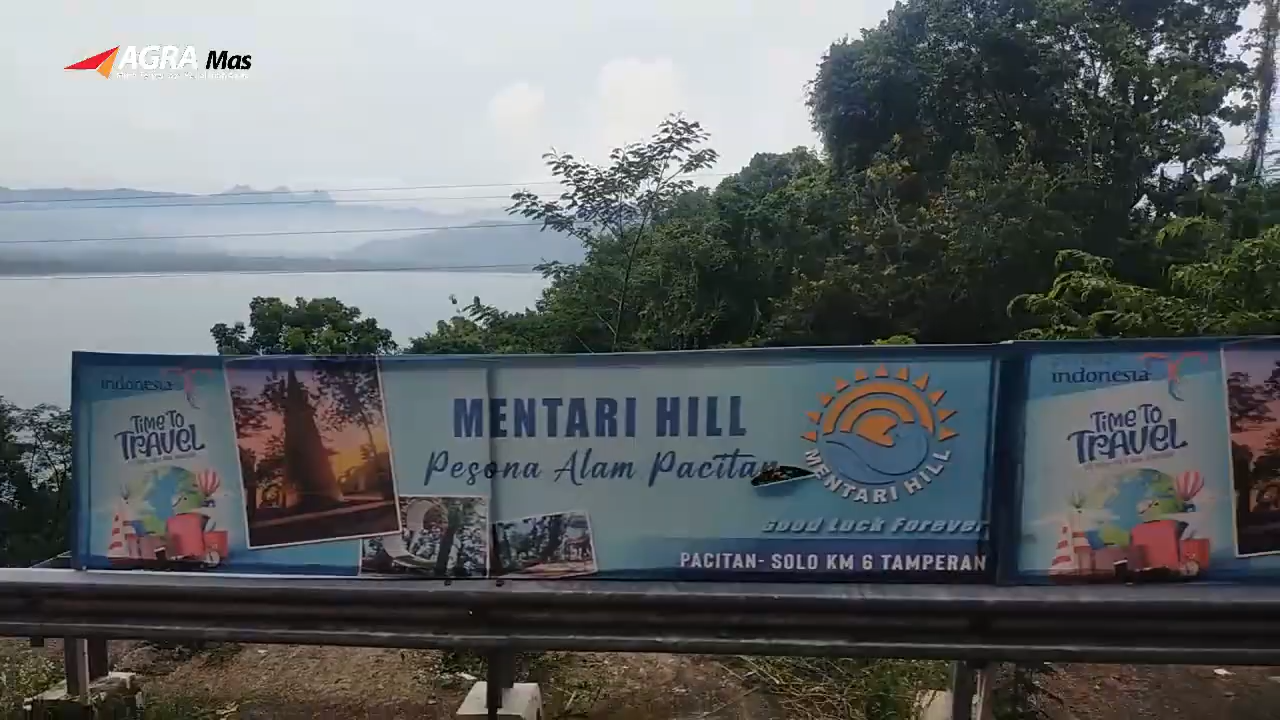 AGRA Mas
indonesia
TIME TO
TRAVEL
MENTARI HILL
Pesona Alam Pacitan
MENTARI HILL
Good Luck Forever
PACITAN- SOLO KM 6 TAMPERAN
indonesia
TIME TO
TRAVEL